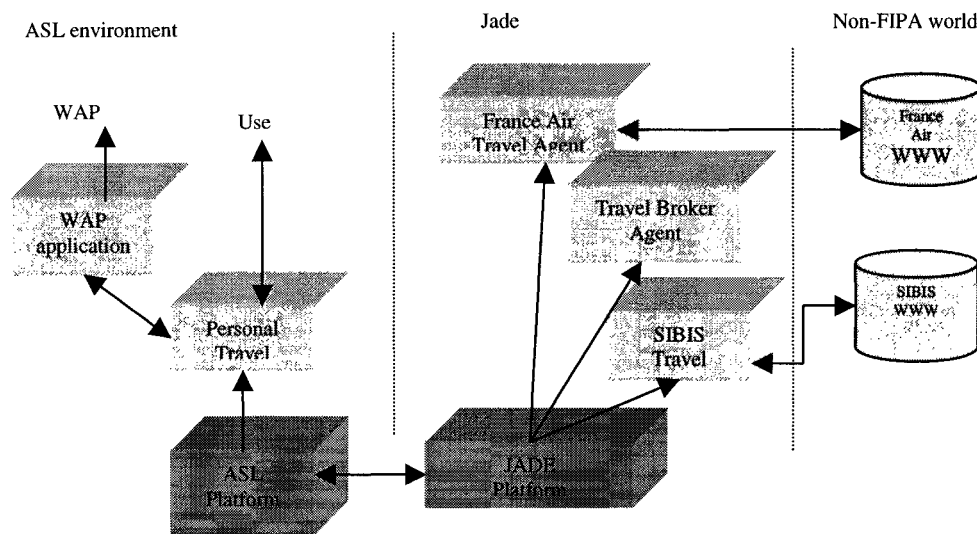 ASL environment
Jade
Non-FIPA world
WAP
Use
France Air
Travel Agent
France
Air
WWW
WAP
application
Travel Broker
Agent
SIBIS
WWW
Personal
Travel
SIBIS
Travel
ASL
Platform
JADE
Platform